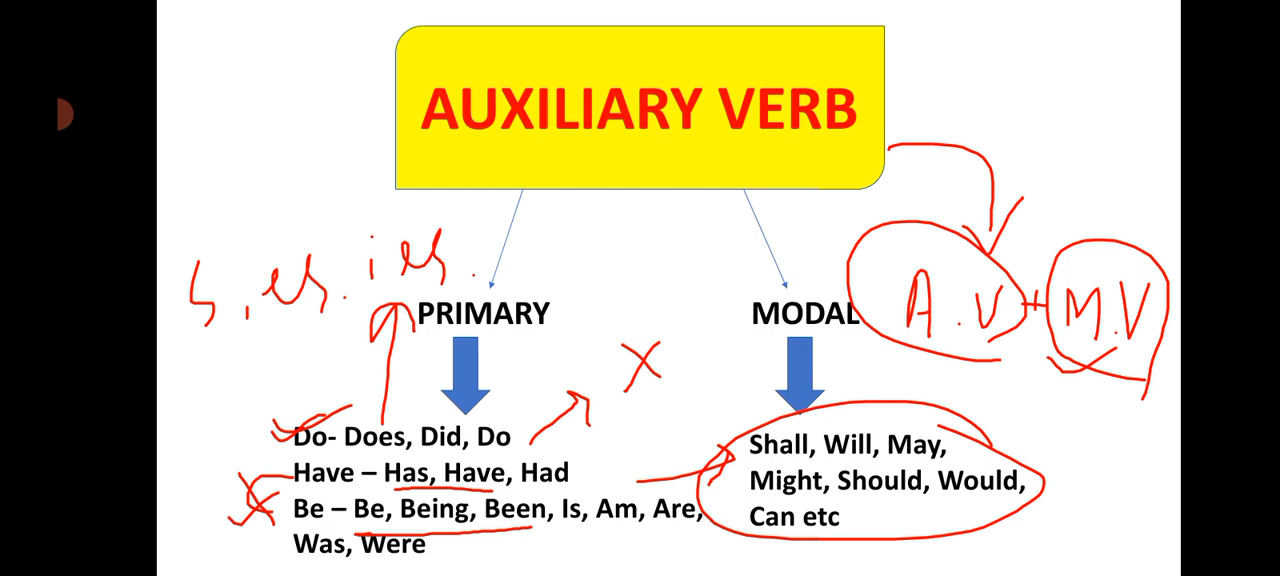 AUXILIARY VERB
s, es. ies.
PRIMARY
MODAL
A.V + M.V
X
Do- Does, Did, Do
Have – Has, Have, Had
Be – Be, Being, Been, Is, Am, Are,
Was, Were
Shall, Will, May,
Might, Should, Would,
Can etc